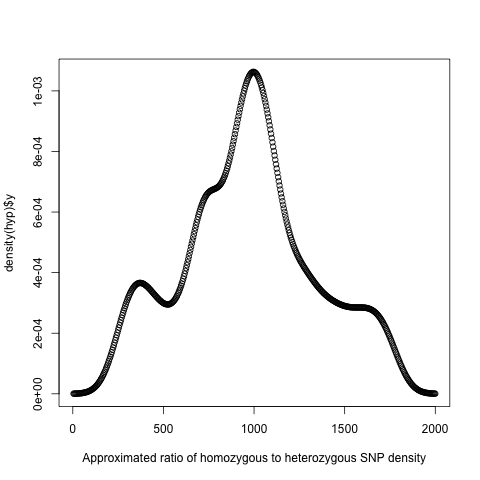 density(hyp)$y
1e-03
8e-04
6e-04
4e-04
2e-04
0e+00
0 500 1000 1500 2000
Approximated ratio of homozygous to heterozygous SNP density